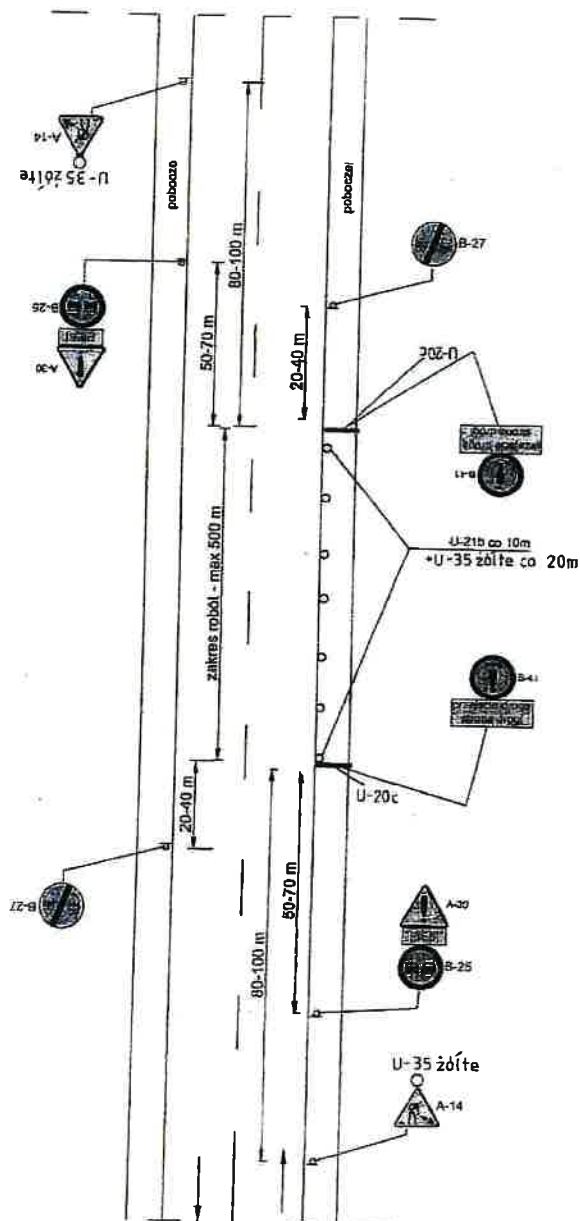 A-14
U-35 żółte
pobocze
80-100 m
pobocze
B-27
B-25
A-30
50-70 m
20-40 m
U-20c
B-41
zakres robót - max 500 m
U-21b co 10m
+U-35 żółte co 20m
B-41
U-20c
20-40 m
B-27
80-100 m
50-70 m
A-30
B-25
U-35 żółte
A-14